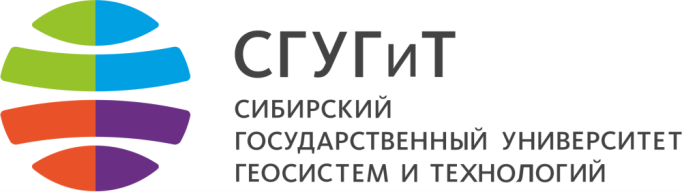 СГУГиТ
СИБИРСКИЙ
ГОСУДАРСТВЕННЫЙ УНИВЕРСИТЕТ
ГЕОСИСТЕМ И ТЕХНОЛОГИЙ